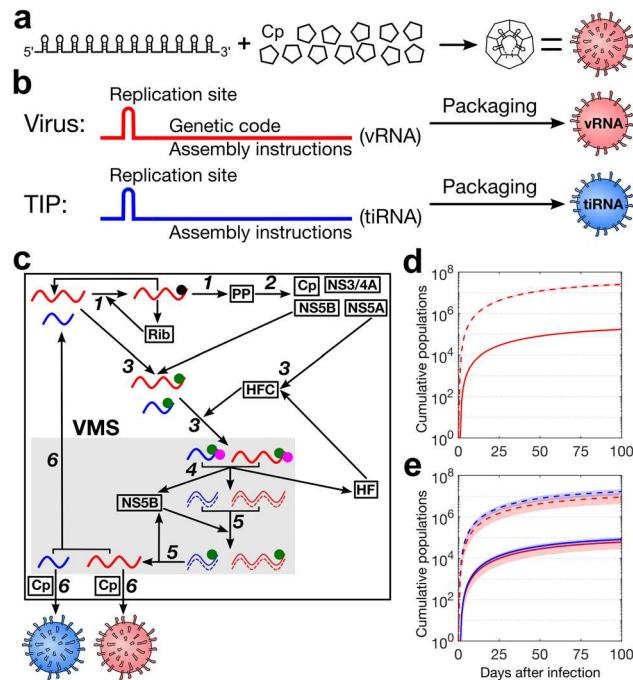 a
5' + Cp 3'
=
b
Replication site
Virus:
Genetic code
Assembly instructions
(vRNA)
Packaging
vRNA
Replication site
TIP:
Assembly instructions
(tiRNA)
Packaging
tiRNA
c
1
1
PP
2
Cp
NS3/4A
NS5B
NS5A
Rib
3
3
HFC
3
VMS
4
HF
6
NS5B
5
5
Cp
6
Cp
6
d
Cumulative populations
10^8
10^6
10^4
10^2
10^0
0 25 50 75 100
e
Cumulative populations
10^8
10^6
10^4
10^2
10^0
0 25 50 75 100
Days after infection